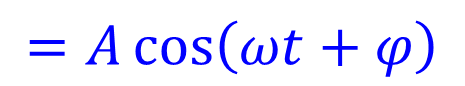 = A cos(ωt + φ)